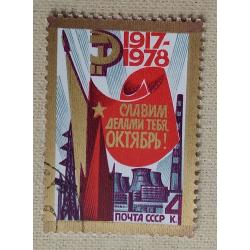 1917-
1978
СЛАВИМ
ДЕЛАМИ ТЕБЯ,
ОКТЯБРЬ!
ПОЧТА СССР 4 К.